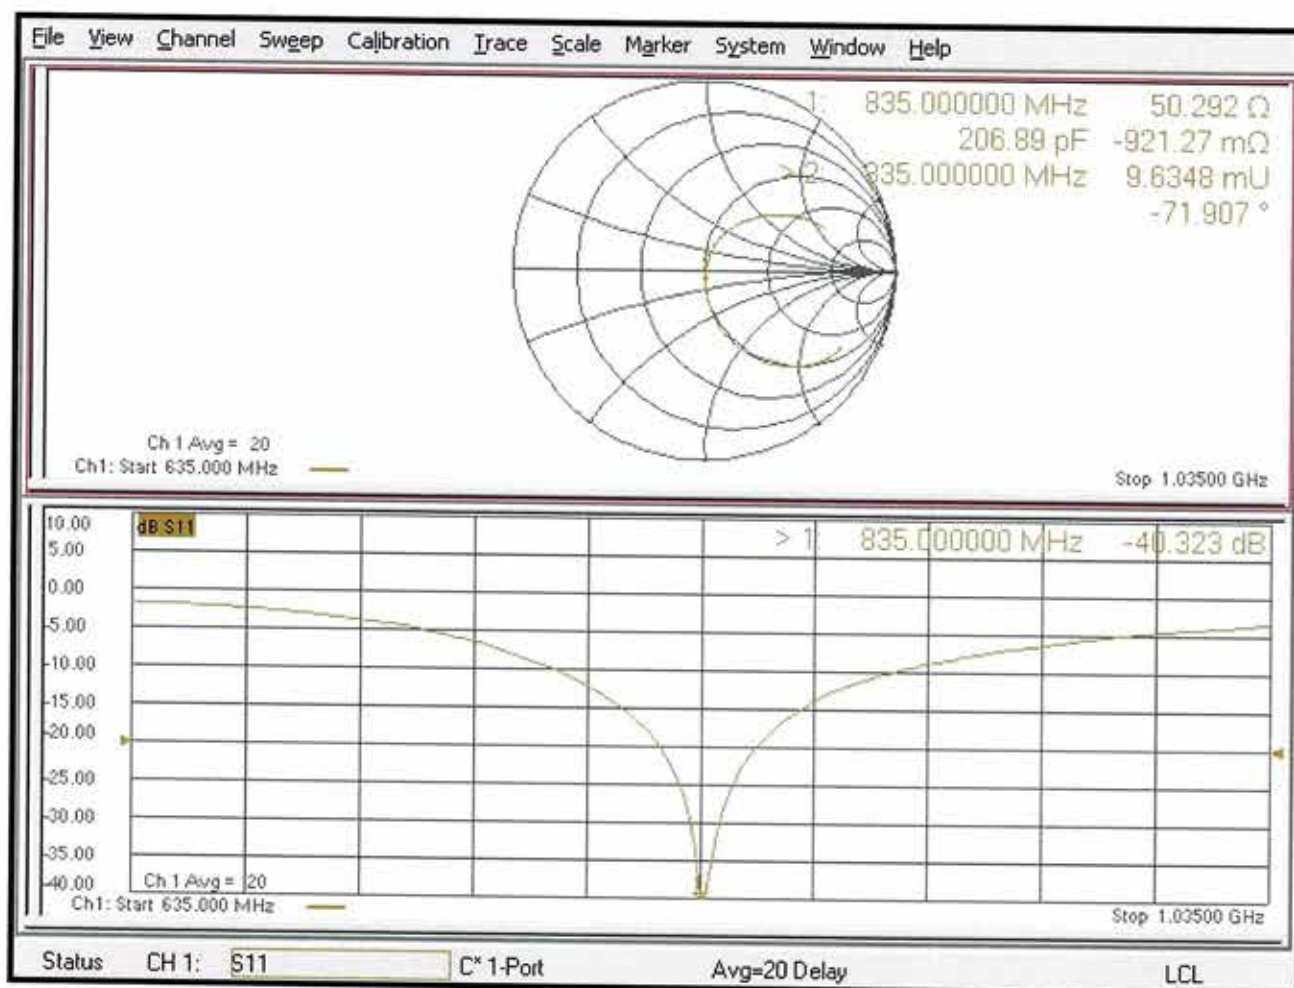 File View Channel Sweep Calibration Trace Scale Marker System Window Help
1: 835.000000 MHz 50.292 Ω
206.89 pF -921.27 mΩ
> 2: 835.000000 MHz 9.6348 mU
-71.907 °
Ch 1 Avg = 20
Ch1: Start 635.000 MHz
Stop 1.03500 GHz
10.00
dB S11
> 1: 835.000000 MHz -40.323 dB
5.00
0.00
-5.00
-10.00
-15.00
-20.00
-25.00
-30.00
-35.00
-40.00
Ch 1 Avg = 20
Ch1: Start 635.000 MHz
Stop 1.03500 GHz
Status CH 1: S11 C* 1-Port Avg=20 Delay LCL